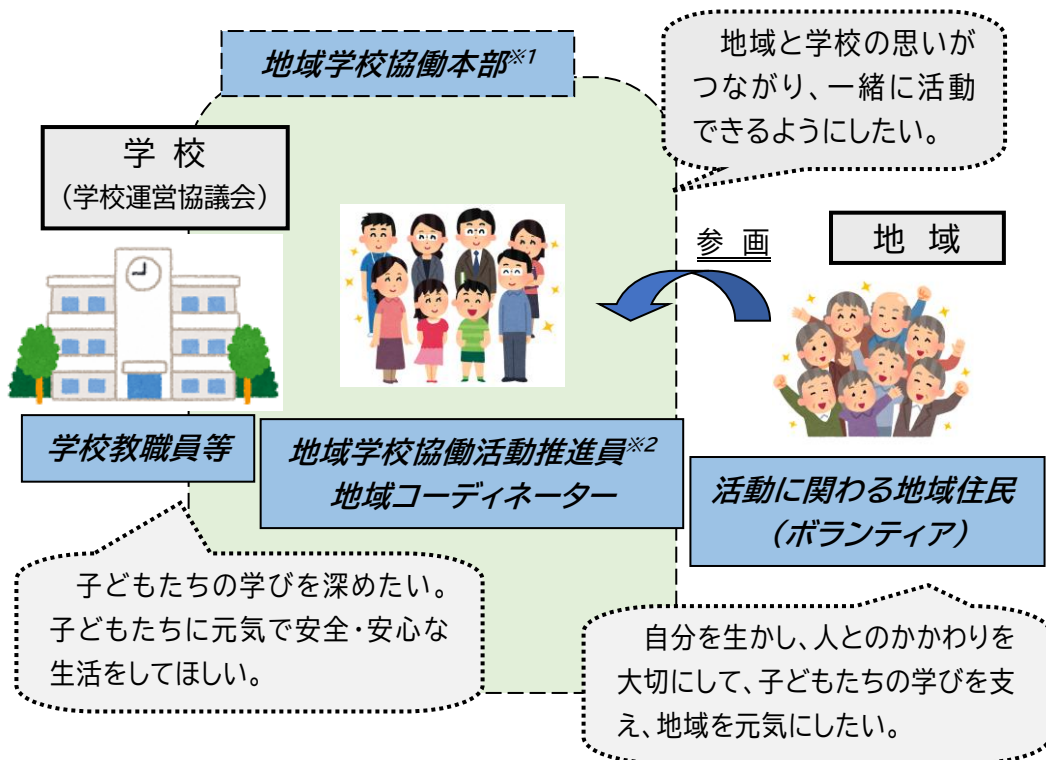 地域学校協働本部※1
地域と学校の思いが
つながり、一緒に活動
できるようにしたい。
学 校
（学校運営協議会）
参 画
地 域
学校教職員等
地域学校協働活動推進員※2
地域コーディネーター
活動に関わる地域住民
（ボランティア）
子どもたちの学びを深めたい。
子どもたちに元気で安全・安心な
生活をしてほしい。
自分を生かし、人とのかかわりを
大切にして、子どもたちの学びを支
え、地域を元気にしたい。